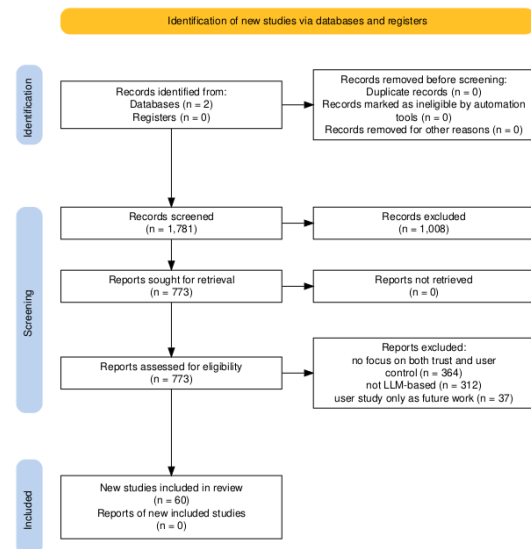 Identification of new studies via databases and registers
Identification
Records identified from:
Databases (n = 2)
Registers (n = 0)
Records removed before screening:
Duplicate records (n = 0)
Records marked as ineligible by automation
tools (n = 0)
Records removed for other reasons (n = 0)
Screening
Records screened
(n = 1,781)
Records excluded
(n = 1,008)
Reports sought for retrieval
(n = 773)
Reports not retrieved
(n = 0)
Reports assessed for eligibility
(n = 773)
Reports excluded:
no focus on both trust and user
control (n = 364)
not LLM-based (n = 312)
user study only as future work (n = 37)
Included
New studies included in review
(n = 60)
Reports of new included studies
(n = 0)